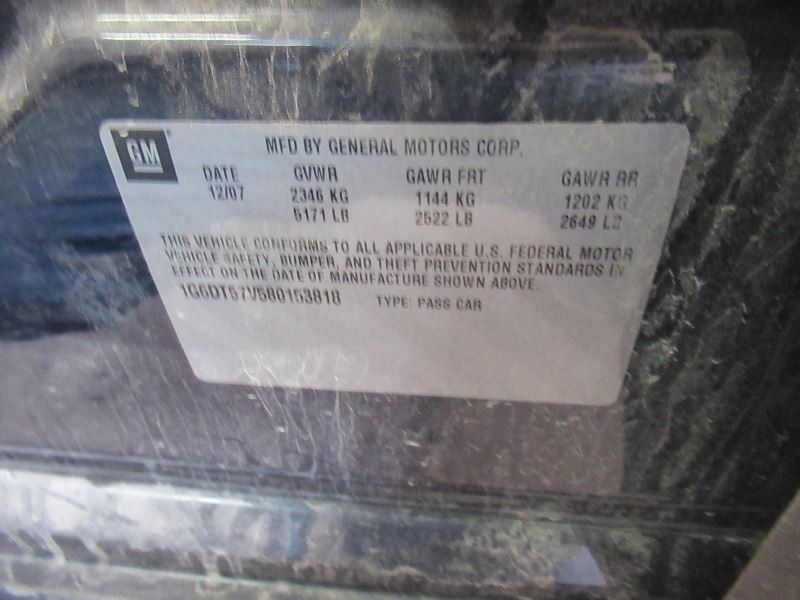 GM
MFD BY GENERAL MOTORS CORP.
DATE GVWR GAWR FRT GAWR RR
12/07 2346 KG 1144 KG 1202 KG
5171 LB 2522 LB 2649 LB
THIS VEHICLE CONFORMS TO ALL APPLICABLE U.S. FEDERAL MOTOR
VEHICLE SAFETY, BUMPER, AND THEFT PREVENTION STANDARDS IN
EFFECT ON THE DATE OF MANUFACTURE SHOWN ABOVE.
1G6DT57V580153818 TYPE: PASS CAR